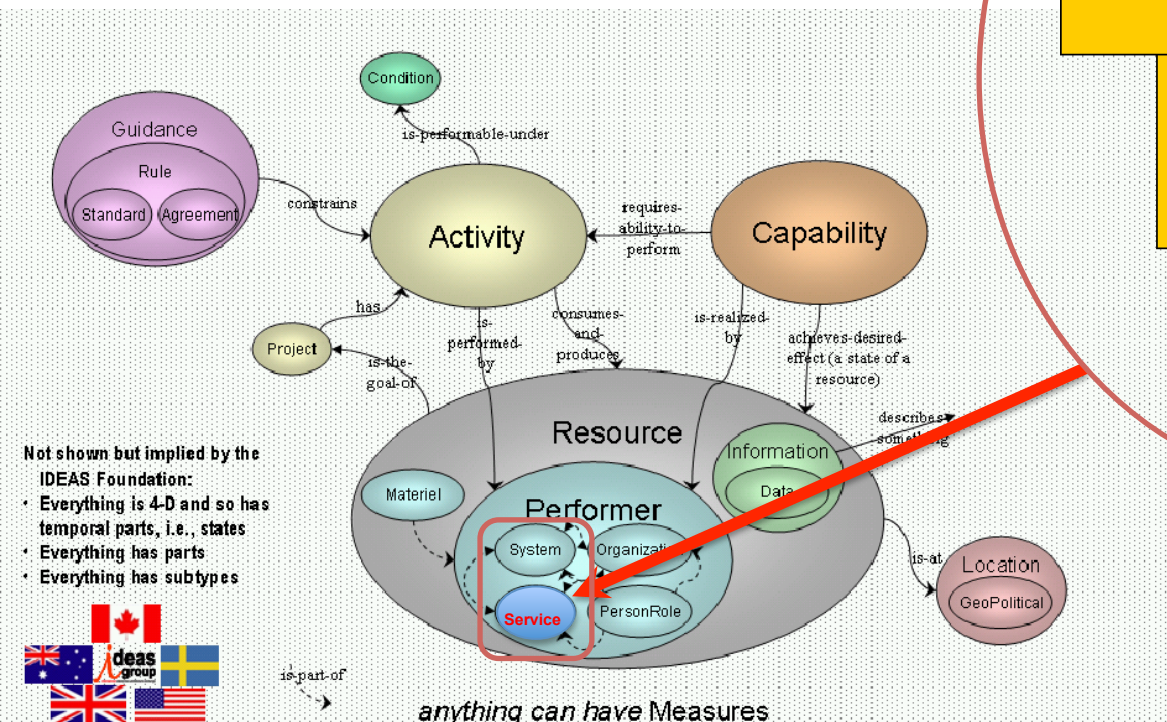 Condition
Guidance
is-performable-under
Rule
Standard
Agreement
constrains
Activity
requires-
ability-to-
perform
Capability
has
Project
is-the-
goal-of
is-
performed-
by
consumes-
and-
produces
is-realized-
by
achieves-desired-
effect (a state of a
resource)
describes
something
Resource
Information
Data
Materiel
Performer
System
Organization
Service
PersonRole
is-at
Location
GeoPolitical
Not shown but implied by the
IDEAS Foundation:
• Everything is 4-D and so has
temporal parts, i.e., states
• Everything has parts
• Everything has subtypes
ideas
group
is-part-of
anything can have Measures